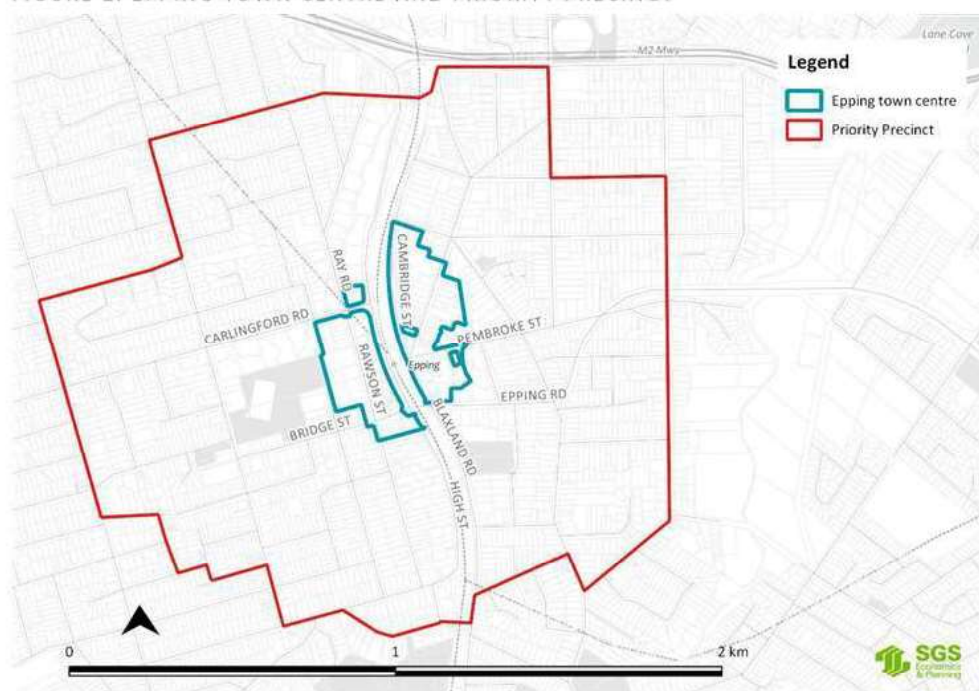 M2 Mwy
Lane Cove
Legend
Epping town centre
Priority Precinct
RAY RD
CAMBRIDGE ST
CARLINGFORD RD
PEMBROKE ST
RAWSON ST
Epping
EPPING RD
BRIDGE ST
BLAXLAND RD
HIGH ST
0 1 2 km
SGS
Economics
& Planning